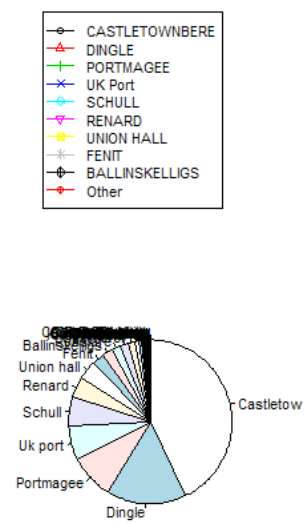 CASTLETOWNBERE
DINGLE
PORTMAGEE
UK Port
SCHULL
RENARD
UNION HALL
FENIT
BALLINSKELLIGS
Other
Ballinskelligs
Fenit
Union hall
Renard
Schull
Castletow
Uk port
Portmagee
Dingle